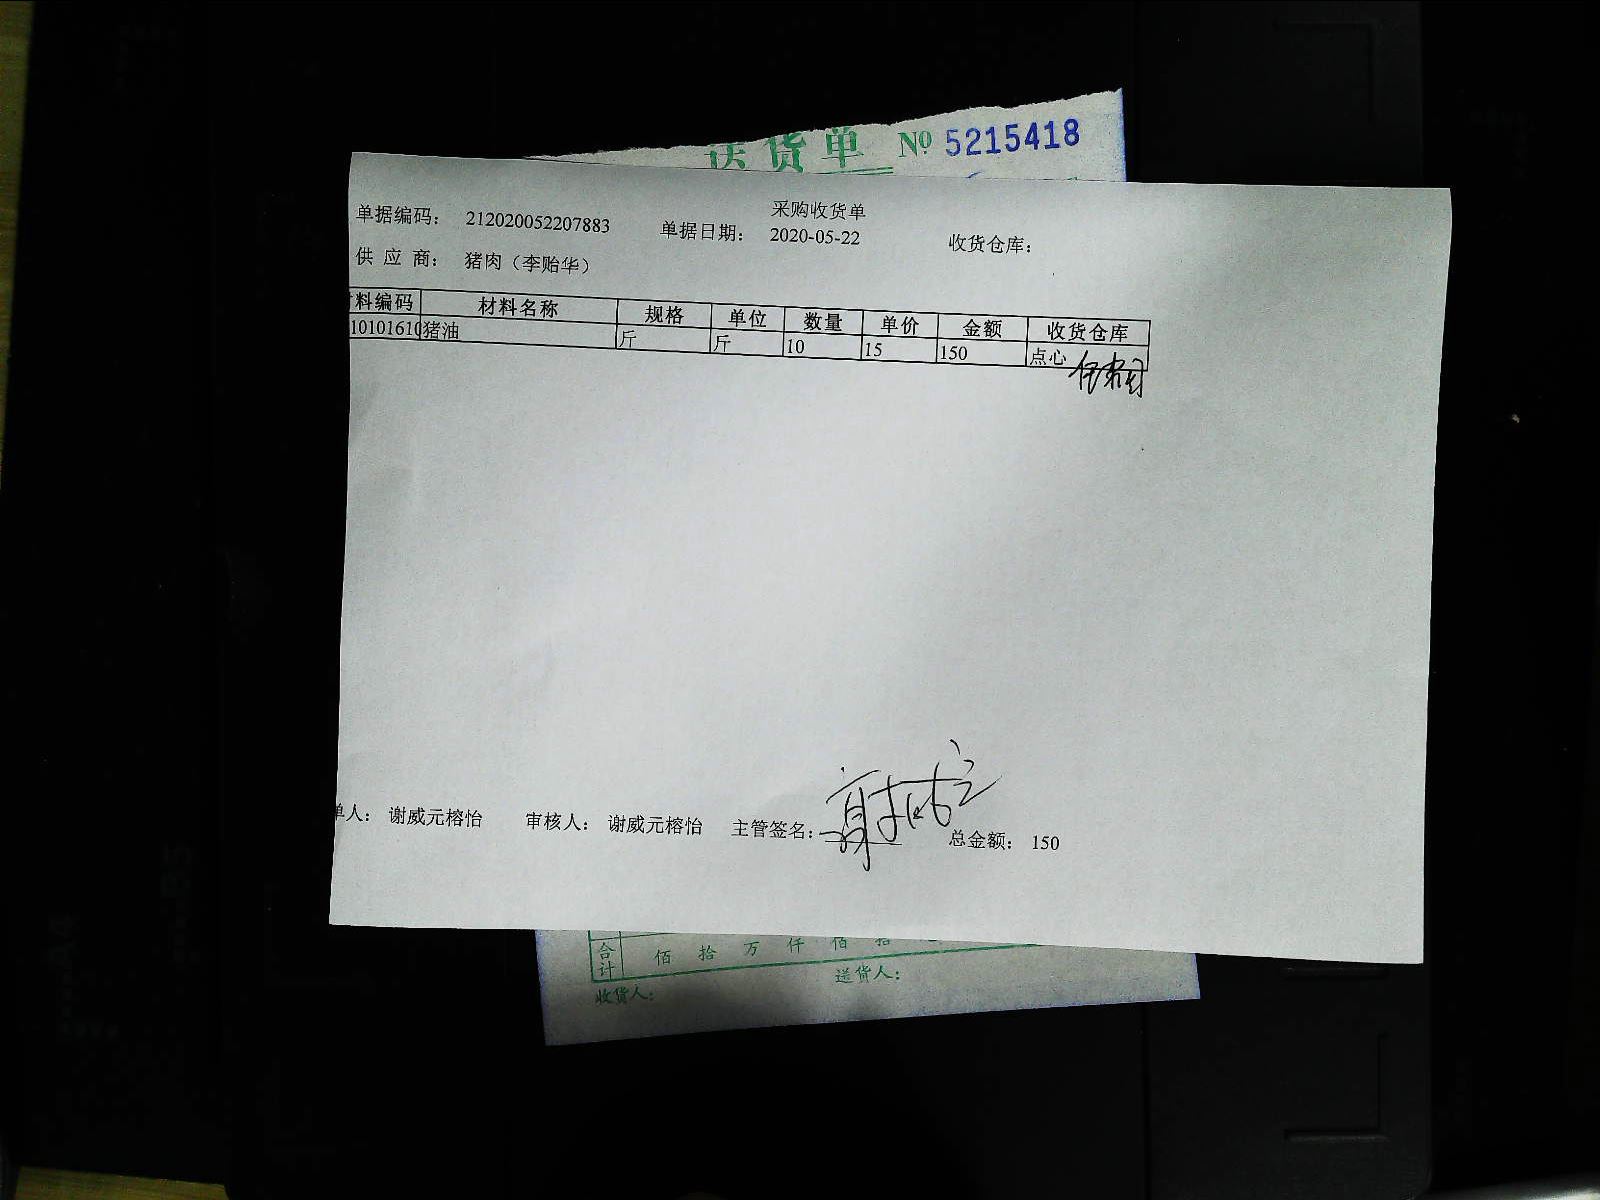 送货单 № 5215418
采购收货单
单据编码： 212020052207883 单据日期： 2020-05-22 收货仓库：
供 应 商： 猪肉（李贻华）
料编码 材料名称 规格 单位 数量 单价 金额 收货仓库
10101610 猪油 斤 斤 10 15 150 点心
单人： 谢威元榕怡 审核人： 谢威元榕怡 主管签名： 总金额： 150
合计 佰 拾 万 仟 佰 拾
收货人： 送货人：